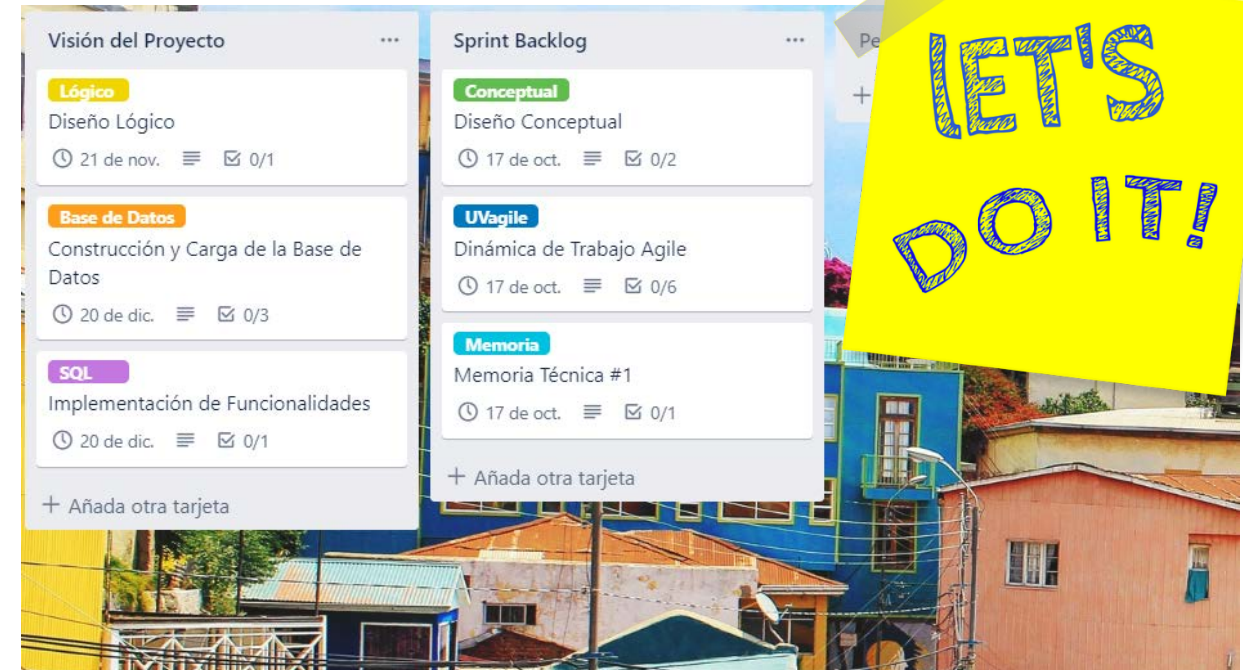 Visión del Proyecto
Lógico
Diseño Lógico
21 de nov. 0/1
Base de Datos
Construcción y Carga de la Base de
Datos
20 de dic. 0/3
SQL
Implementación de Funcionalidades
20 de dic. 0/1
+ Añada otra tarjeta
Sprint Backlog
Conceptual
Diseño Conceptual
17 de oct. 0/2
UVagile
Dinámica de Trabajo Agile
17 de oct. 0/6
Memoria
Memoria Técnica #1
17 de oct. 0/1
+ Añada otra tarjeta
LET'S
DO IT!